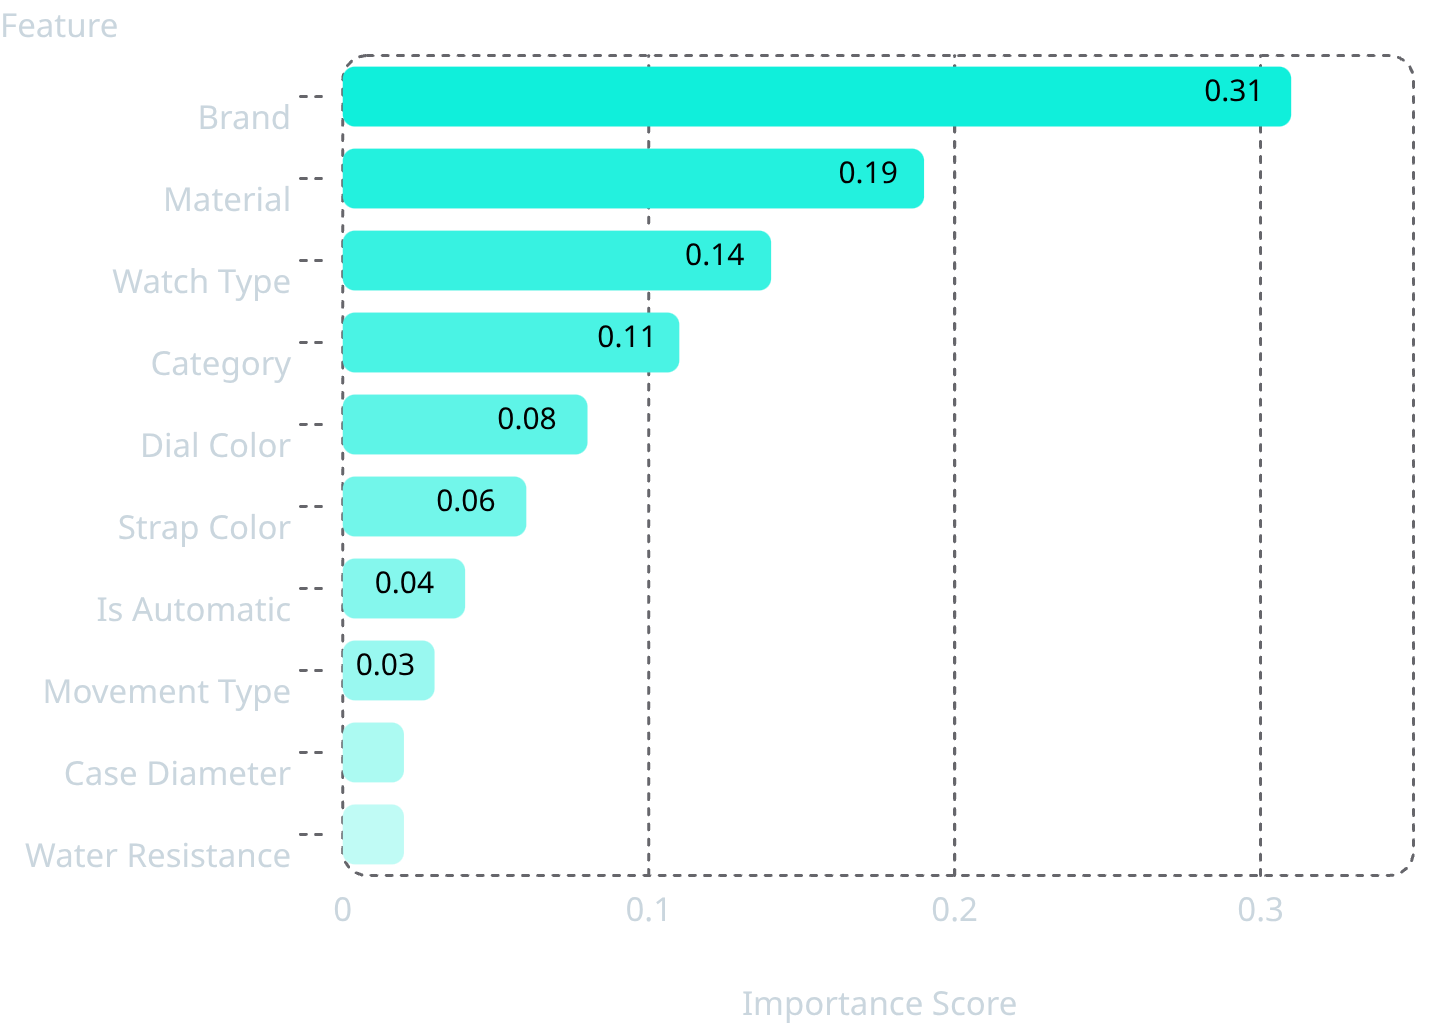 Feature
Brand 0.31
Material 0.19
Watch Type 0.14
Category 0.11
Dial Color 0.08
Strap Color 0.06
Is Automatic 0.04
Movement Type 0.03
Case Diameter
Water Resistance
0 0.1 0.2 0.3
Importance Score